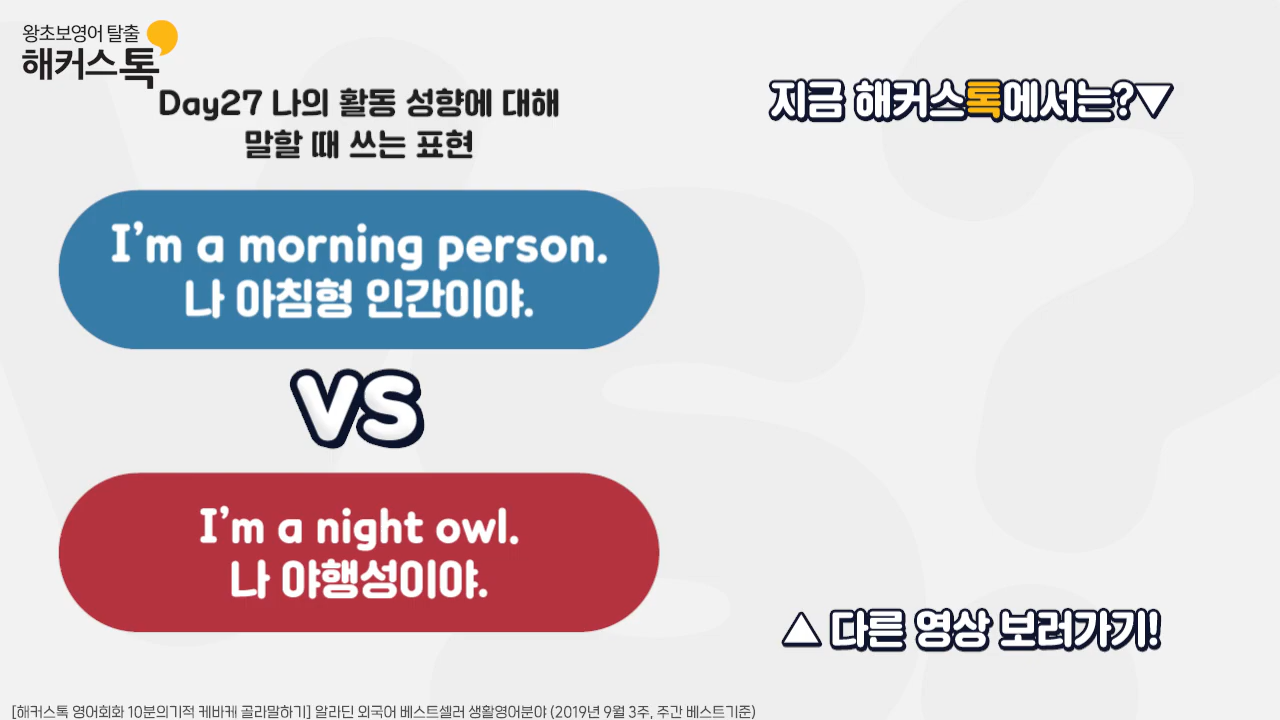 왕초보영어 탈출
해커스톡
Day27 나의 활동 성향에 대해
말할 때 쓰는 표현
I'm a morning person.
나 아침형 인간이야.
VS
I'm a night owl.
나 야행성이야.
지금 해커스톡에서는?▼
▲ 다른 영상 보러가기!
[해커스톡 영어회화 10분의기적 케바케 골라말하기] 알라딘 외국어 베스트셀러 생활영어분야 (2019년 9월 3주, 주간 베스트기준)